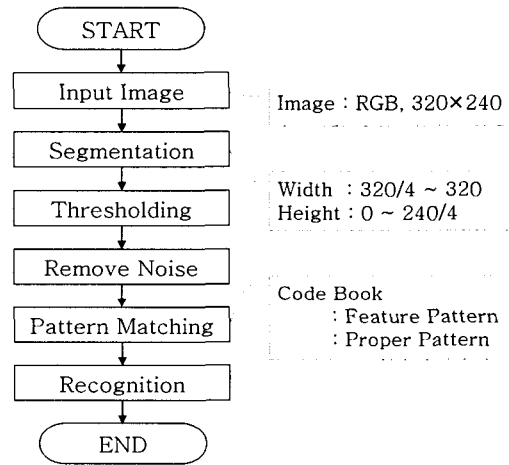 START
Input Image
Image : RGB, 320×240
Segmentation
Width : 320/4 ~ 320
Thresholding
Height : 0 ~ 240/4
Remove Noise
Code Book
: Feature Pattern
Pattern Matching
: Proper Pattern
Recognition
END